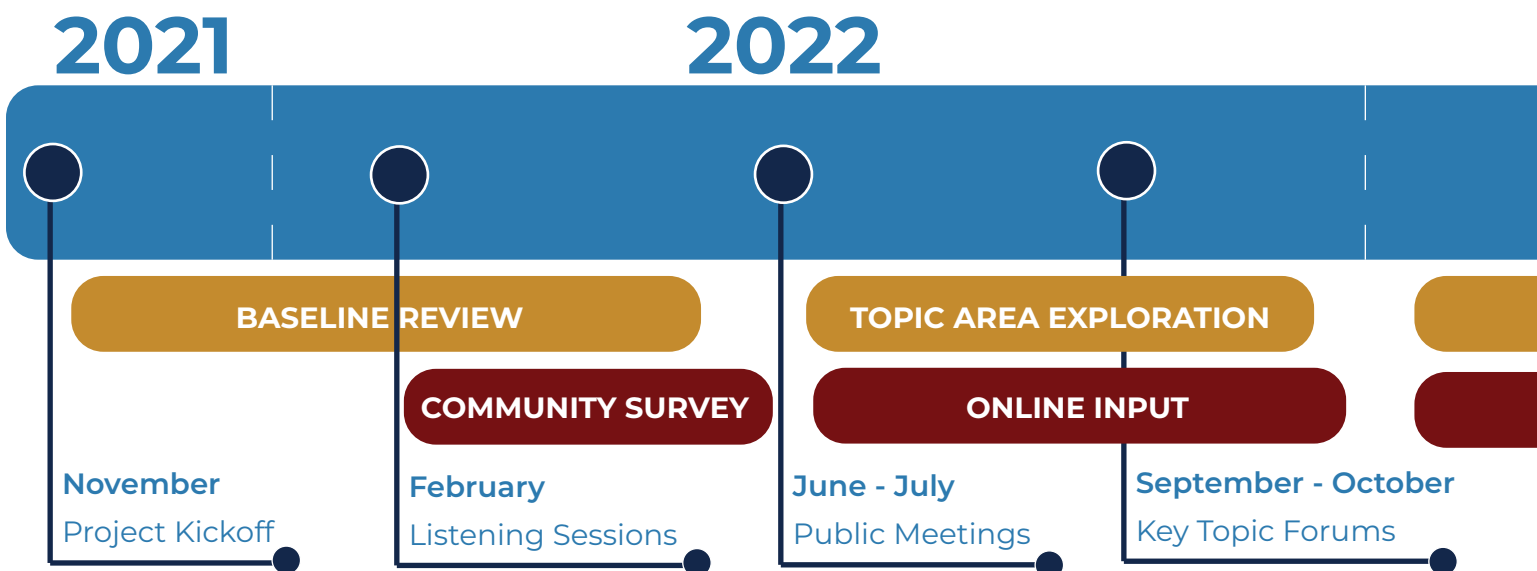 2021
2022
BASELINE REVIEW
TOPIC AREA EXPLORATION
COMMUNITY SURVEY
ONLINE INPUT
November
Project Kickoff
February
Listening Sessions
June - July
Public Meetings
September - October
Key Topic Forums